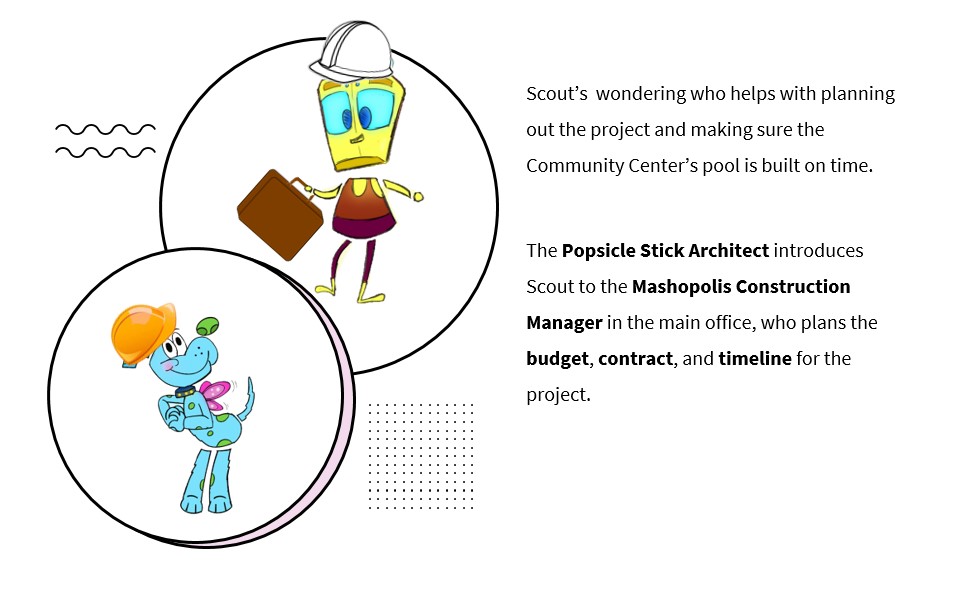 Scout’s  wondering who helps with planning
out the project and making sure the
Community Center’s pool is built on time.
The Popsicle Stick Architect introduces
Scout to the Mashopolis Construction
Manager in the main office, who plans the
budget, contract, and timeline for the
project.